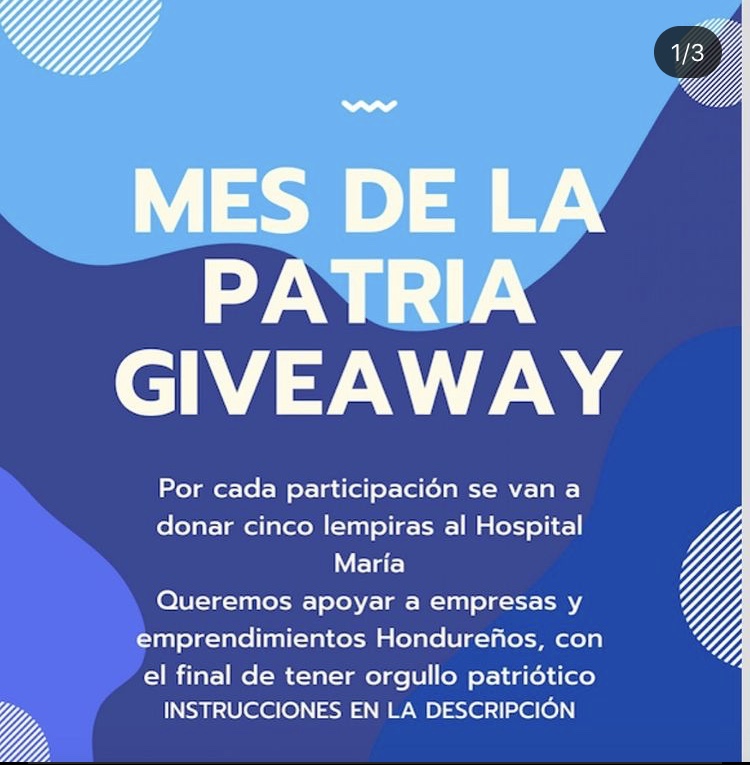 1/3
MES DE LA
PATRIA
GIVEAWAY
Por cada participación se van a
donar cinco lempiras al Hospital
María
Queremos apoyar a empresas y
emprendimientos Hondureños, con
el final de tener orgullo patriótico
INSTRUCCIONES EN LA DESCRIPCIÓN